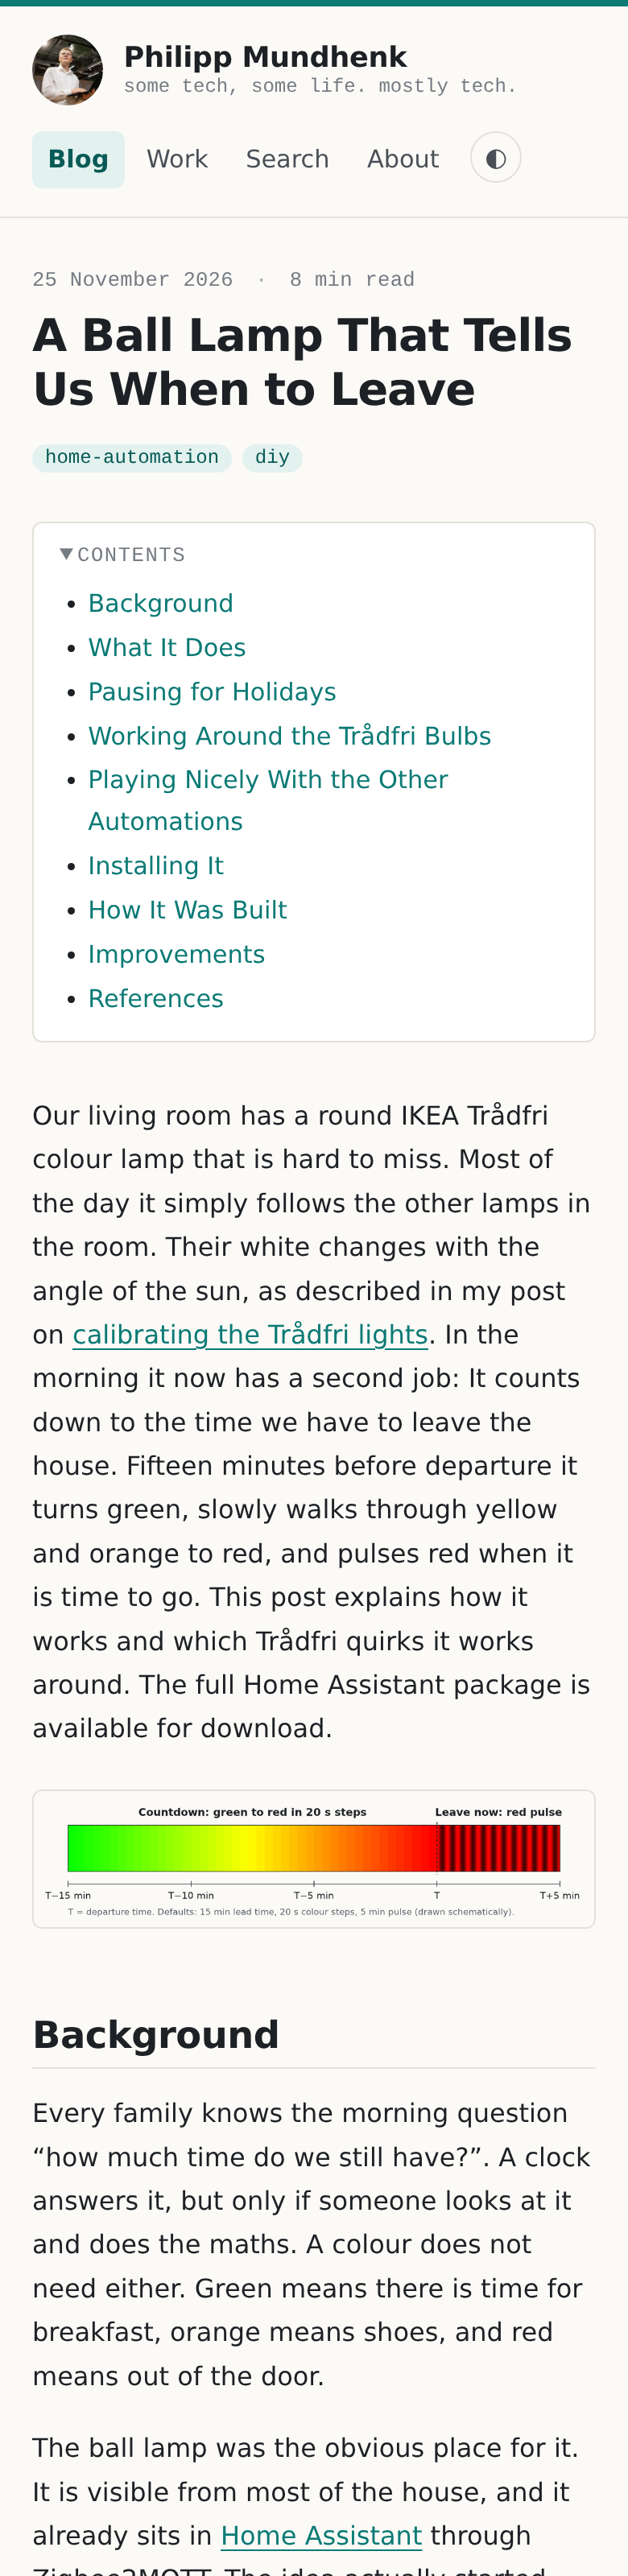 Philipp Mundhenk
some tech, some life. mostly tech.
Blog Work Search About
25 November 2026 · 8 min read
A Ball Lamp That Tells
Us When to Leave
home-automation diy
▼ CONTENTS
• Background
• What It Does
• Pausing for Holidays
• Working Around the Trådfri Bulbs
• Playing Nicely With the Other
Automations
• Installing It
• How It Was Built
• Improvements
• References
Our living room has a round IKEA Trådfri
colour lamp that is hard to miss. Most of
the day it simply follows the other lamps in
the room. Their white changes with the
angle of the sun, as described in my post
on calibrating the Trådfri lights. In the
morning it now has a second job: It counts
down to the time we have to leave the
house. Fifteen minutes before departure it
turns green, slowly walks through yellow
and orange to red, and pulses red when it
is time to go. This post explains how it
works and which Trådfri quirks it works
around. The full Home Assistant package is
available for download.
Countdown: green to red in 20 s steps Leave now: red pulse
T−15 min T−10 min T−5 min T T+5 min
T = departure time. Defaults: 15 min lead time, 20 s colour steps, 5 min pulse (drawn schematically).
Background
Every family knows the morning question
“how much time do we still have?”. A clock
answers it, but only if someone looks at it
and does the maths. A colour does not
need either. Green means there is time for
breakfast, orange means shoes, and red
means out of the door.
The ball lamp was the obvious place for it.
It is visible from most of the house, and it
already sits in Home Assistant through
Zigbee2MQTT. The idea actually started